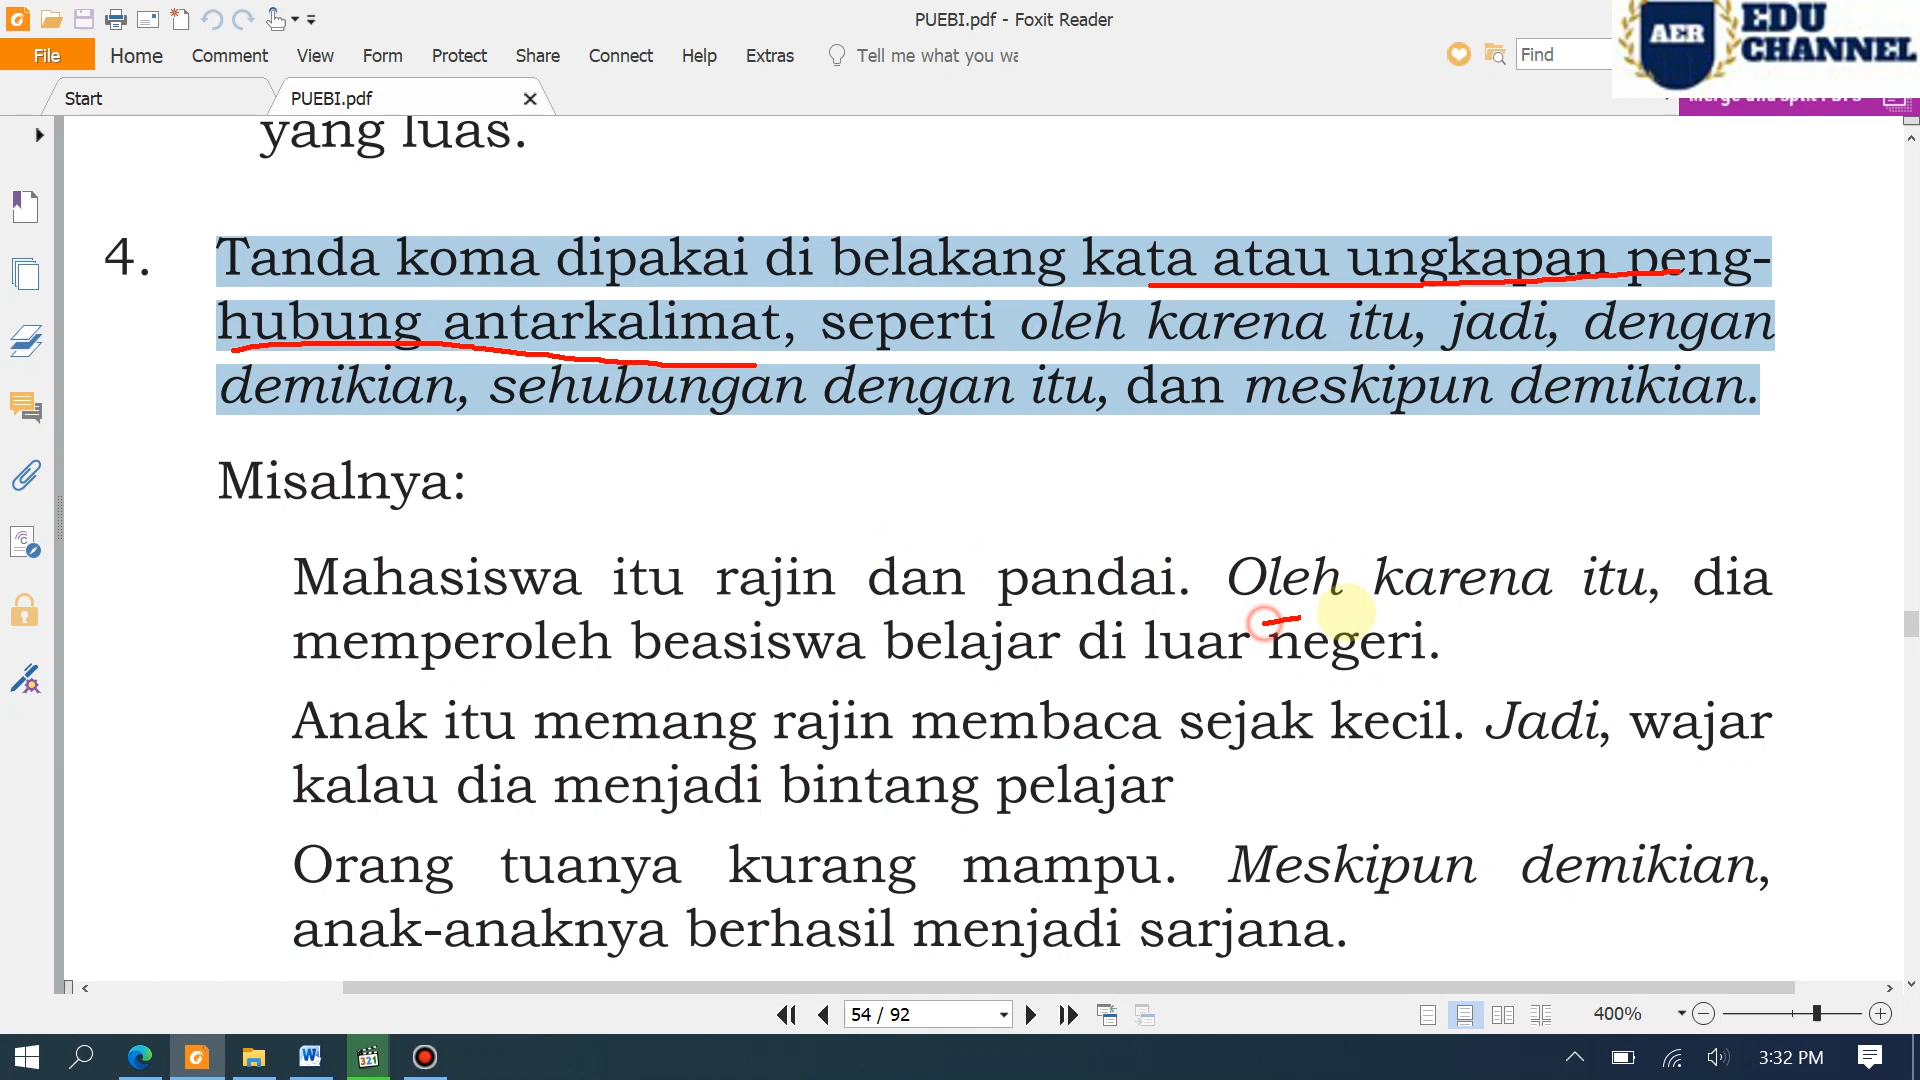 PUEBI.pdf - Foxit Reader
AER EDU CHANNEL
File Home Comment View Form Protect Share Connect Help Extras Tell me what you wa Find
Start PUEBI.pdf
yang luas.
4. Tanda koma dipakai di belakang kata atau ungkapan peng-
hubung antarkalimat, seperti oleh karena itu, jadi, dengan
demikian, sehubungan dengan itu, dan meskipun demikian.
Misalnya:
Mahasiswa itu rajin dan pandai. Oleh karena itu, dia
memperoleh beasiswa belajar di luar negeri.
Anak itu memang rajin membaca sejak kecil. Jadi, wajar
kalau dia menjadi bintang pelajar
Orang tuanya kurang mampu. Meskipun demikian,
anak-anaknya berhasil menjadi sarjana.
54 / 92 400%
321 3:32 PM